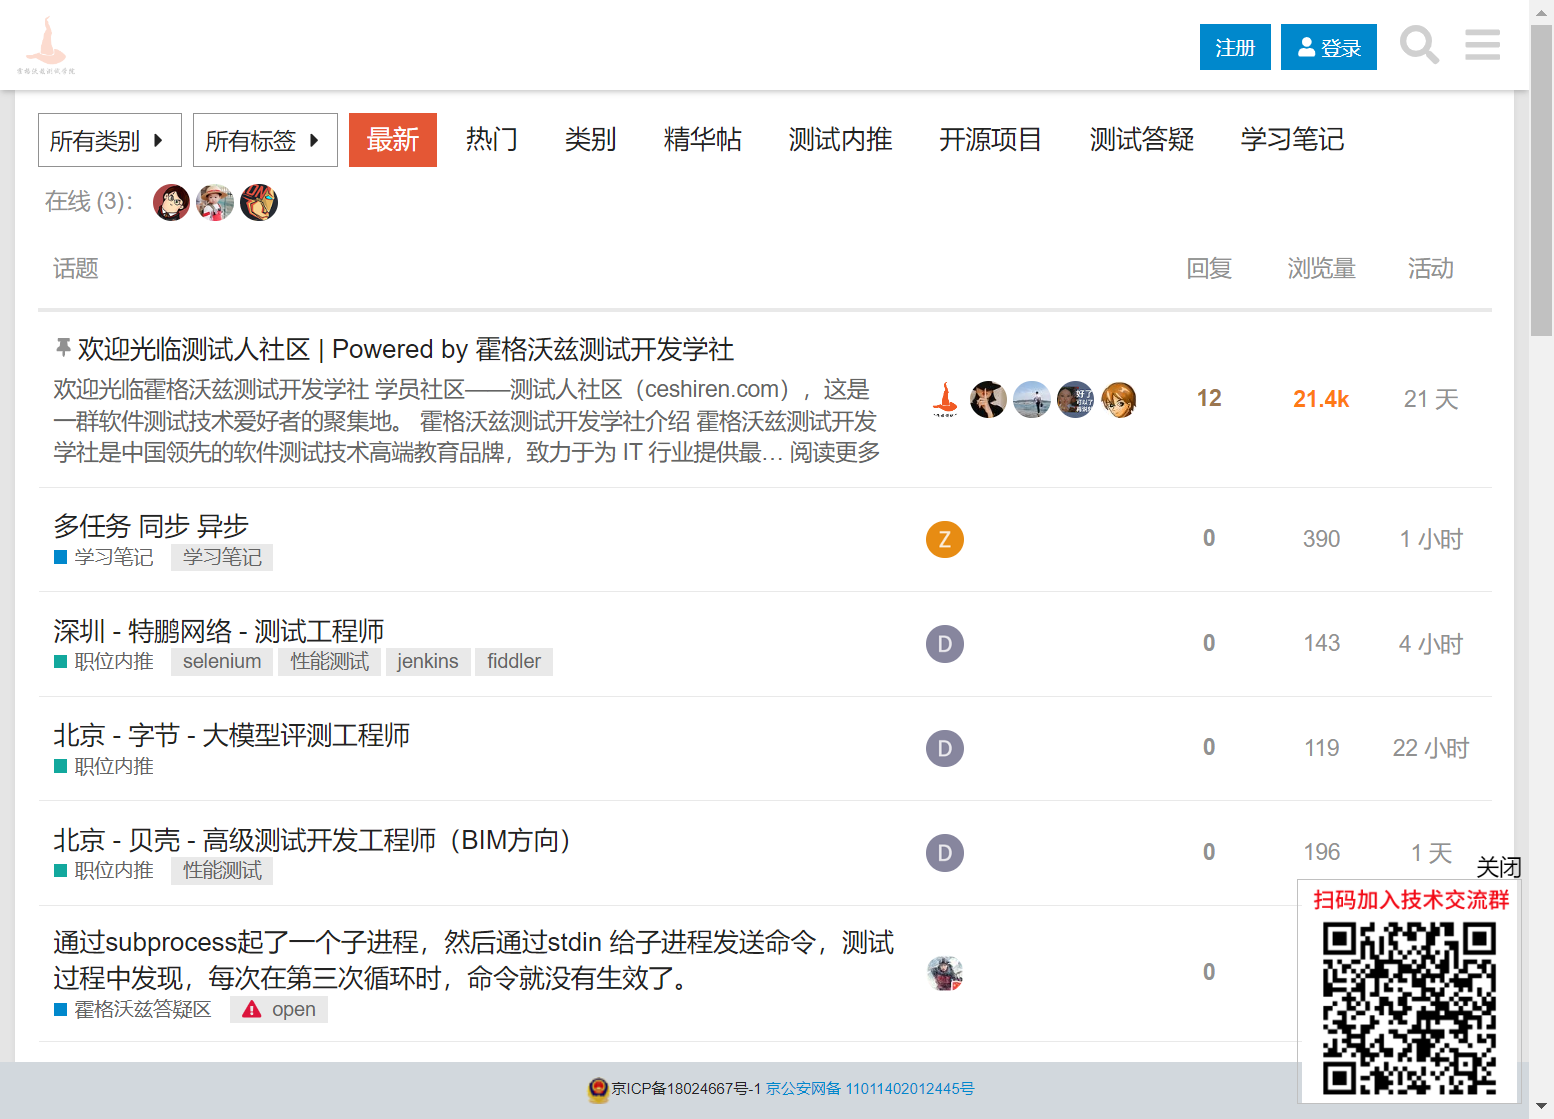 霍格沃兹测试学院
注册
登录
所有类别
所有标签
最新
热门
类别
精华帖
测试内推
开源项目
测试答疑
学习笔记
在线 (3)：
话题
回复
浏览量
活动
欢迎光临测试人社区 | Powered by 霍格沃兹测试开发学社
欢迎光临霍格沃兹测试开发学社 学员社区——测试人社区（ceshiren.com），这是
一群软件测试技术爱好者的聚集地。 霍格沃兹测试开发学社介绍 霍格沃兹测试开发
学社是中国领先的软件测试技术高端教育品牌，致力于为 IT 行业提供最… 阅读更多
12
21.4k
21 天
多任务 同步 异步
学习笔记
学习笔记
Z
0
390
1 小时
深圳 - 特鹏网络 - 测试工程师
职位内推
selenium
性能测试
jenkins
fiddler
D
0
143
4 小时
北京 - 字节 - 大模型评测工程师
职位内推
D
0
119
22 小时
北京 - 贝壳 - 高级测试开发工程师（BIM方向）
职位内推
性能测试
D
0
196
1 天
关闭
扫码加入技术交流群
通过subprocess起了一个子进程，然后通过stdin 给子进程发送命令，测试
过程中发现，每次在第三次循环时，命令就没有生效了。
霍格沃兹答疑区
open
0
京ICP备18024667号-1 京公安网备 11011402012445号